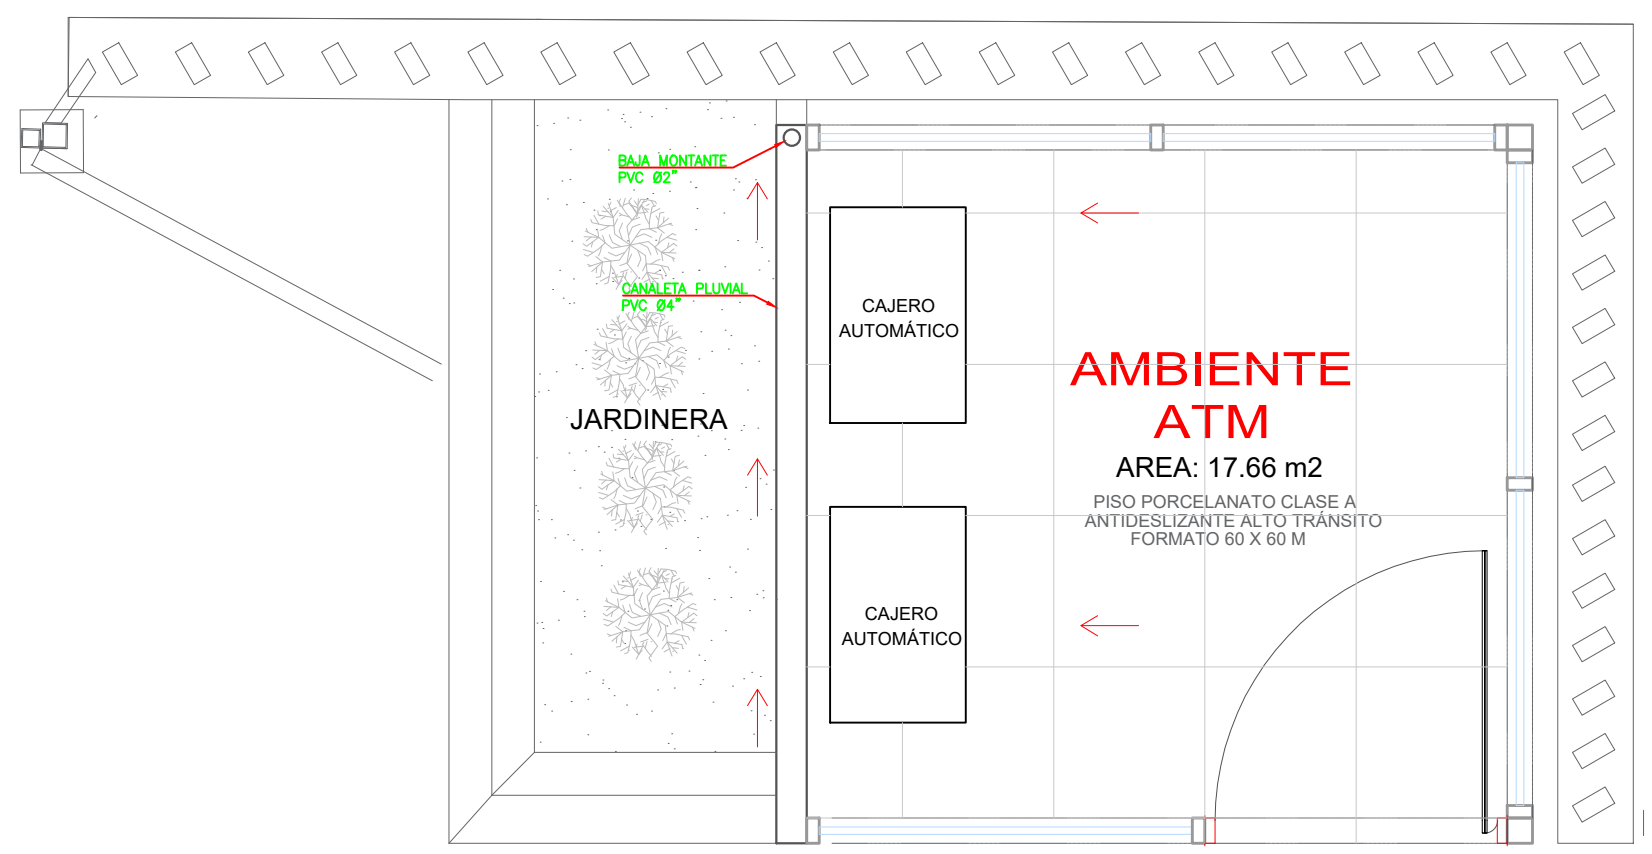 BAJA MONTANTE
PVC Ø2"
CANALETA PLUVIAL
PVC Ø4"
JARDINERA
CAJERO
AUTOMÁTICO
AMBIENTE
ATM
AREA: 17.66 m2
PISO PORCELANATO CLASE A
ANTIDESLIZANTE ALTO TRÁNSITO
FORMATO 60 X 60 M
CAJERO
AUTOMÁTICO